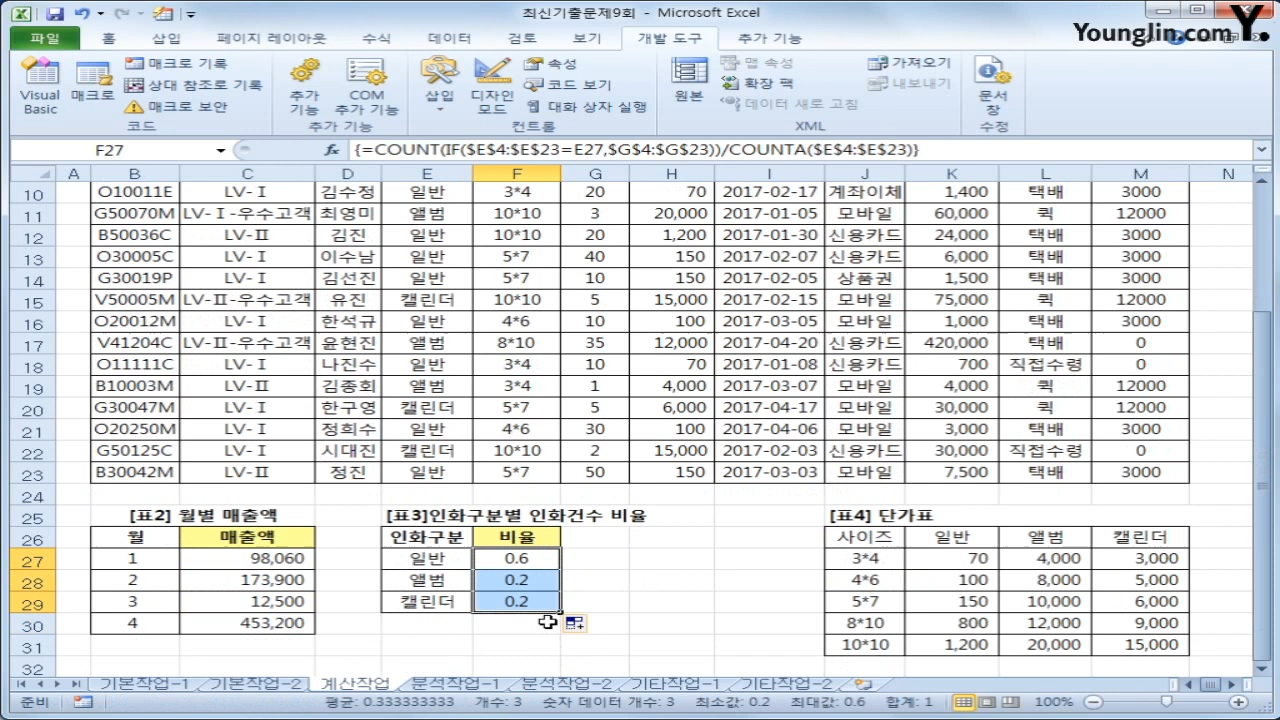 최신기출문제9회 - Microsoft Excel
Younglin.com Y.
파일 홈 삽입 페이지 레이아웃 수식 데이터 검토 보기 개발 도구 추가 기능
Visual Basic
매크로
매크로 기록
상대 참조로 기록
매크로 보안
코드
추가 기능
COM 추가 기능
추가 기능
삽입
디자인 모드
속성
코드 보기
대화 상자 실행
컨트롤
원본
맵 속성
확장 팩
데이터 새로 고침
가져오기
내보내기
XML
문서 창
수정
F27 fx {=COUNT(IF($E$4:$E$23=E27,$G$4:$G$23))/COUNTA($E$4:$E$23)}
A B C D E F G H I J K L M N
10 O10011E LV-Ⅰ 김수정 일반 3*4 20 70 2017-02-17 계좌이체 1,400 택배 3000
11 G50070M LV-Ⅰ-우수고객 최영미 앨범 10*10 3 20,000 2017-01-05 모바일 60,000 퀵 12000
12 B50036C LV-Ⅱ 김진 일반 10*10 20 1,200 2017-01-30 신용카드 24,000 택배 3000
13 O30005C LV-Ⅰ 이수남 일반 5*7 40 150 2017-02-07 신용카드 6,000 택배 3000
14 G30019P LV-Ⅰ 김선진 일반 5*7 10 150 2017-02-05 상품권 1,500 택배 3000
15 V50005M LV-Ⅱ-우수고객 유진 캘린더 10*10 5 15,000 2017-02-15 모바일 75,000 퀵 12000
16 O20012M LV-Ⅰ 한석규 일반 4*6 10 100 2017-03-05 모바일 1,000 택배 3000
17 V41204C LV-Ⅱ-우수고객 윤현진 앨범 8*10 35 12,000 2017-04-20 신용카드 420,000 택배 0
18 O11111C LV-Ⅰ 나진수 일반 3*4 10 70 2017-01-08 신용카드 700 직접수령 0
19 B10003M LV-Ⅱ 김종회 앨범 3*4 1 4,000 2017-03-07 모바일 4,000 퀵 12000
20 G30047M LV-Ⅰ 한구영 캘린더 5*7 5 6,000 2017-04-17 모바일 30,000 퀵 12000
21 O20250M LV-Ⅰ 정희수 일반 4*6 30 100 2017-04-06 모바일 3,000 택배 3000
22 G50125C LV-Ⅰ 시대진 캘린더 10*10 2 15,000 2017-02-03 신용카드 30,000 직접수령 0
23 B30042M LV-Ⅱ 정진 일반 5*7 50 150 2017-03-03 모바일 7,500 택배 3000
24
25 [표2] 월별 매출액 [표3]인화구분별 인화건수 비율 [표4] 단가표
26 월 매출액 인화구분 비율 사이즈 일반 앨범 캘린더
27 1 98,060 일반 0.6 3*4 70 4,000 3,000
28 2 173,900 앨범 0.2 4*6 100 8,000 5,000
29 3 12,500 캘린더 0.2 5*7 150 10,000 6,000
30 4 453,200 8*10 800 12,000 9,000
31 10*10 1,200 20,000 15,000
32
기본작업-1 기본작업-2 계산작업 분석작업-1 분석작업-2 기타작업-1 기타작업-2
준비 평균: 0.333333333 개수: 3 숫자 데이터 개수: 3 최소값: 0.2 최대값: 0.6 합계: 1 100%